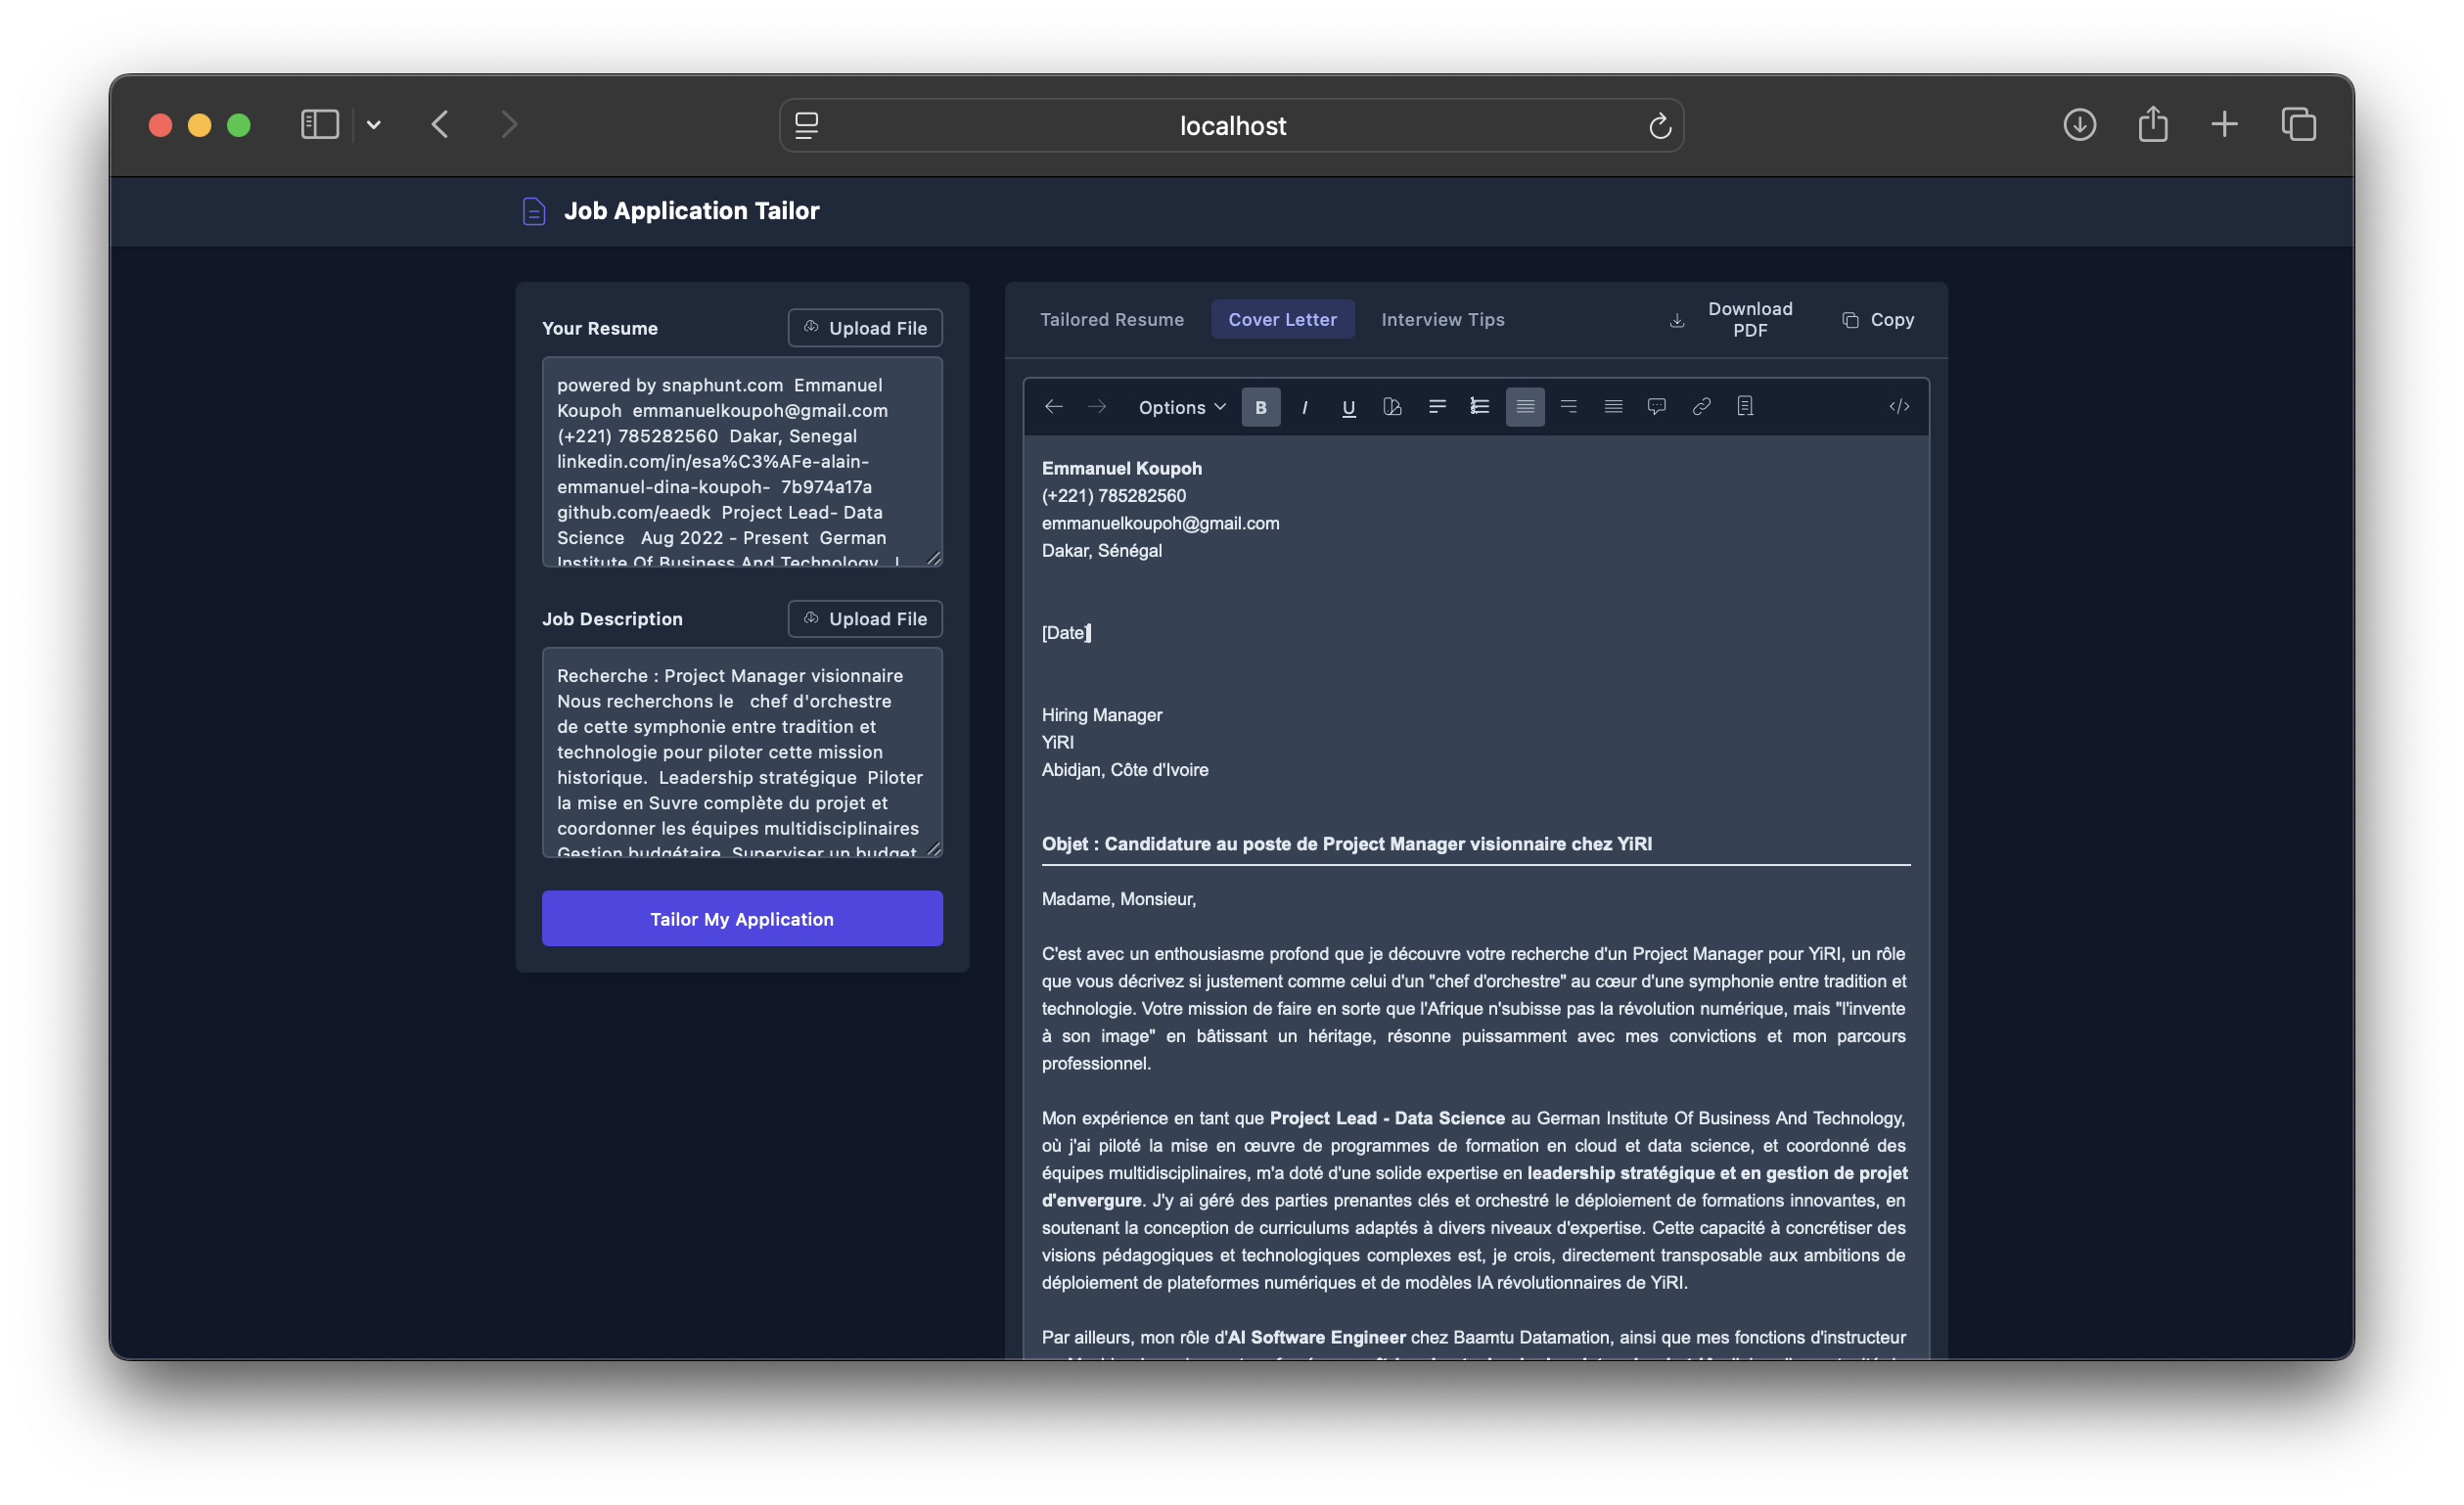 localhost
Job Application Tailor
Your Resume
Upload File
powered by snaphunt.com Emmanuel
Koupoh emmanuelkoupoh@gmail.com
(+221) 785282560 Dakar, Senegal
linkedin.com/in/esa%C3%AFe-alain-
emmanuel-dina-koupoh- 7b974a17a
github.com/eaedk Project Lead- Data
Science Aug 2022 - Present German
Institute Of Business And Technology I
Job Description
Upload File
Recherche : Project Manager visionnaire
Nous recherchons le chef d'orchestre
de cette symphonie entre tradition et
technologie pour piloter cette mission
historique. Leadership stratégique Piloter
la mise en Suvre complète du projet et
coordonner les équipes multidisciplinaires
Gestion budgétaire Superviser un budget
Tailor My Application
Tailored Resume
Cover Letter
Interview Tips
Download
PDF
Copy
Options
B
I
U
</>
Emmanuel Koupoh
(+221) 785282560
emmanuelkoupoh@gmail.com
Dakar, Sénégal
[Date]
Hiring Manager
YiRI
Abidjan, Côte d'Ivoire
Objet : Candidature au poste de Project Manager visionnaire chez YiRI
Madame, Monsieur,
C'est avec un enthousiasme profond que je découvre votre recherche d'un Project Manager pour YiRI, un rôle
que vous décrivez si justement comme celui d'un "chef d'orchestre" au cœur d'une symphonie entre tradition et
technologie. Votre mission de faire en sorte que l'Afrique n'subisse pas la révolution numérique, mais "l'invente
à son image" en bâtissant un héritage, résonne puissamment avec mes convictions et mon parcours
professionnel.
Mon expérience en tant que Project Lead - Data Science au German Institute Of Business And Technology,
où j'ai piloté la mise en œuvre de programmes de formation en cloud et data science, et coordonné des
équipes multidisciplinaires, m'a doté d'une solide expertise en leadership stratégique et en gestion de projet
d'envergure. J'y ai géré des parties prenantes clés et orchestré le déploiement de formations innovantes, en
soutenant la conception de curriculums adaptés à divers niveaux d'expertise. Cette capacité à concrétiser des
visions pédagogiques et technologiques complexes est, je crois, directement transposable aux ambitions de
déploiement de plateformes numériques et de modèles IA révolutionnaires de YiRI.
Par ailleurs, mon rôle d'AI Software Engineer chez Baamtu Datamation, ainsi que mes fonctions d'instructeur